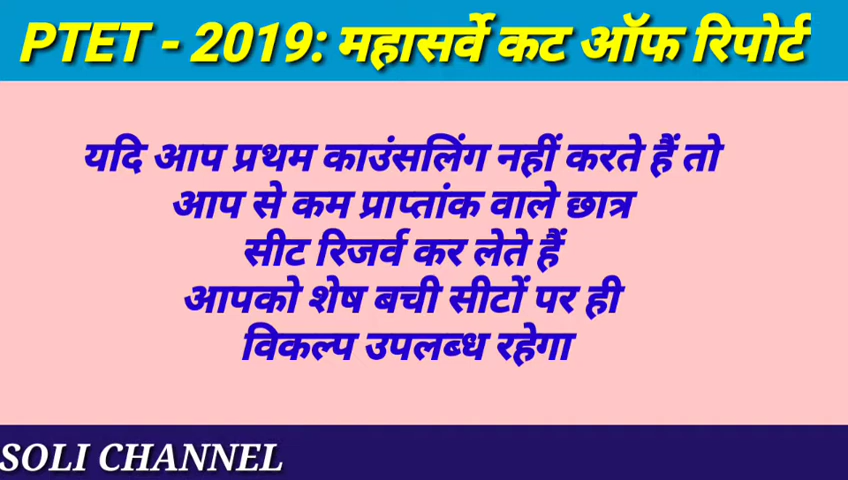 PTET - 2019: महासर्वे कट ऑफ रिपोर्ट
यदि आप प्रथम काउंसलिंग नहीं करते हैं तो
आप से कम प्राप्तांक वाले छात्र
सीट रिजर्व कर लेते हैं
आपको शेष बची सीटों पर ही
विकल्प उपलब्ध रहेगा
SOLI CHANNEL